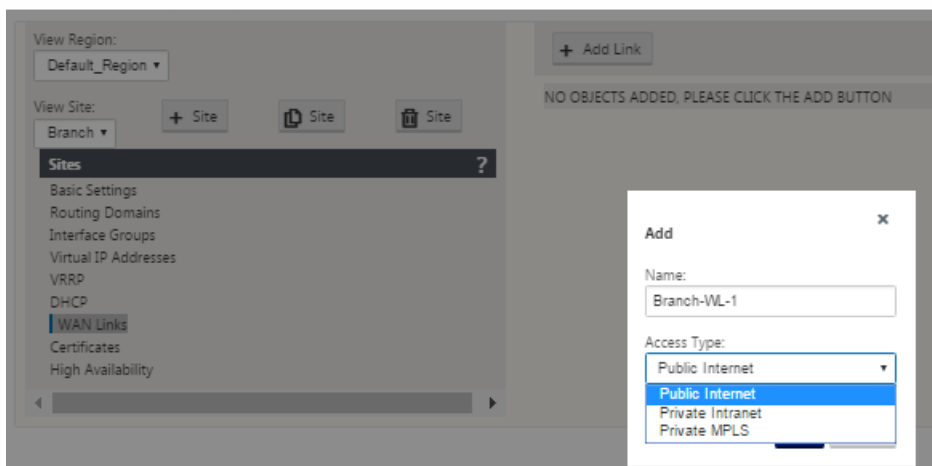 View Region:
Default_Region
View Site:
Branch
+ Site
Site
Site
Sites ?
Basic Settings
Routing Domains
Interface Groups
Virtual IP Addresses
VRRP
DHCP
WAN Links
Certificates
High Availability
+ Add Link
NO OBJECTS ADDED, PLEASE CLICK THE ADD BUTTON
Add ×
Name:
Branch-WL-1
Access Type:
Public Internet
Public Internet
Private Intranet
Private MPLS